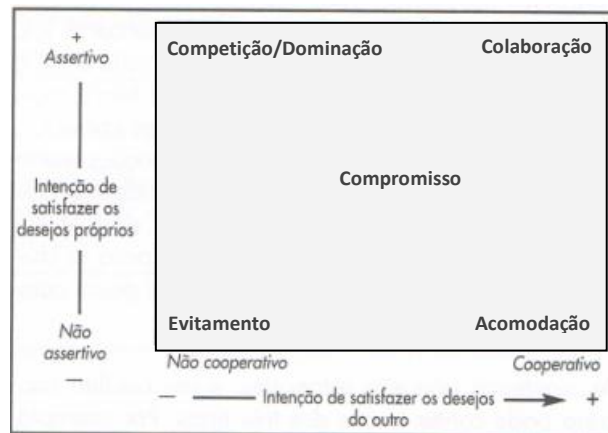 +
Assertivo
Intenção de
satisfazer os
desejos próprios
Não
assertivo
—
Competição/Dominação
Colaboração
Compromisso
Evitamento
Acomodação
Não cooperativo
Cooperativo
— Intenção de satisfazer os desejos +
do outro